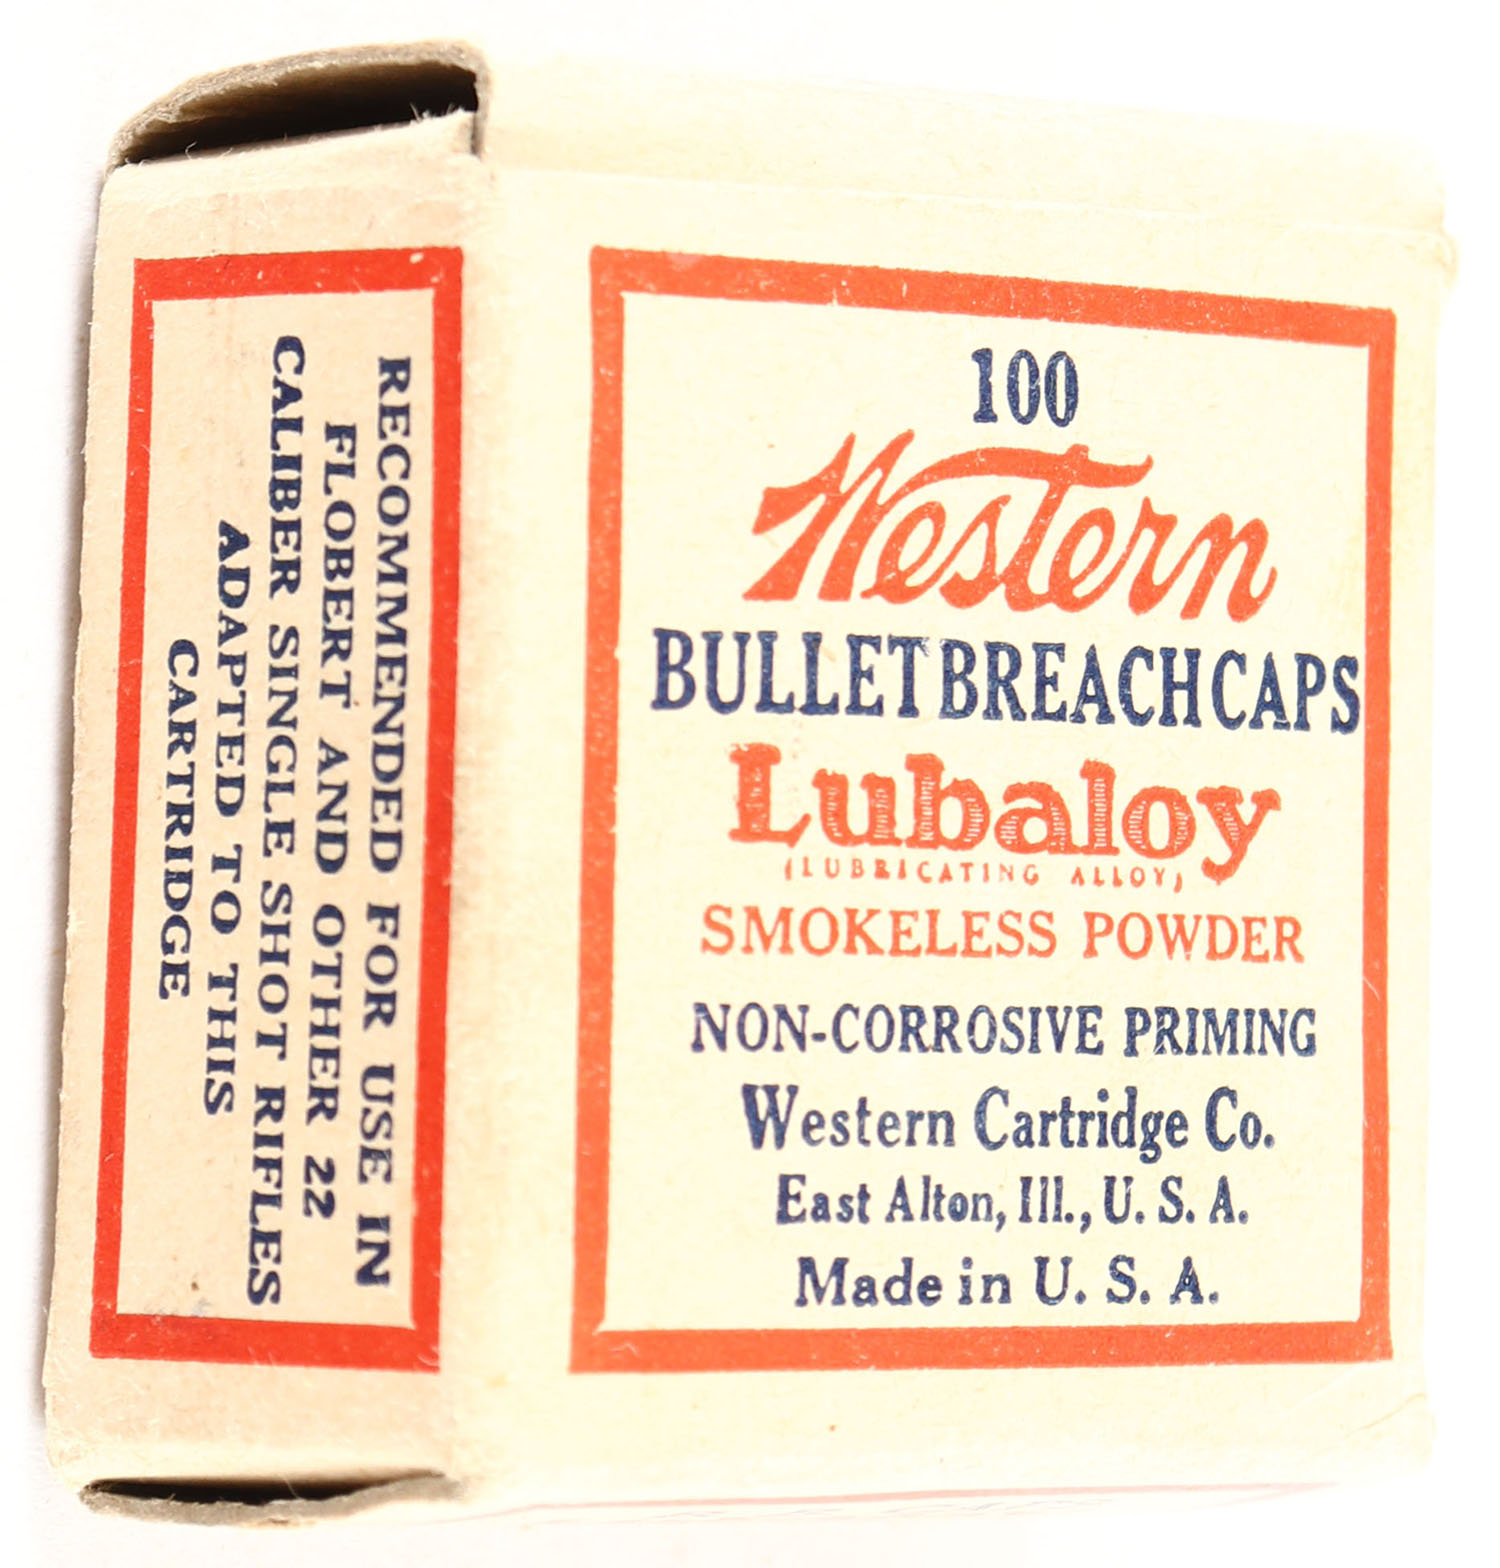 100
Western
BULLET BREACH CAPS
Lubaloy
(LUBRICATING ALLOY)
SMOKELESS POWDER
NON-CORROSIVE PRIMING
Western Cartridge Co.
East Alton, Ill., U. S. A.
Made in U. S. A.
RECOMMENDED FOR USE IN
FLOBERT AND OTHER 22
CALIBER SINGLE SHOT RIFLES
ADAPTED TO THIS
CARTRIDGE